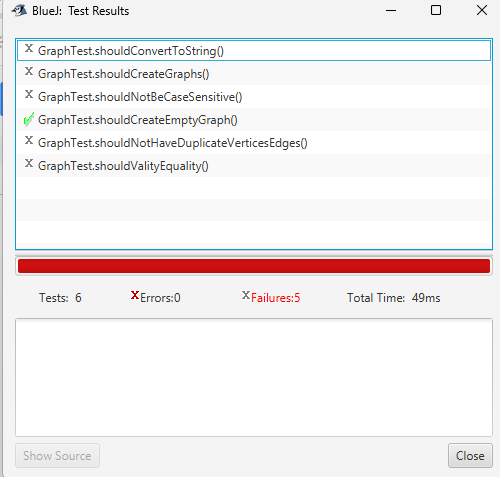 BlueJ: Test Results
GraphTest.shouldConvertToString()
GraphTest.shouldCreateGraphs()
GraphTest.shouldNotBeCaseSensitive()
GraphTest.shouldCreateEmptyGraph()
GraphTest.shouldNotHaveDuplicateVerticesEdges()
GraphTest.shouldValityEquality()
Tests: 6 Errors:0 Failures:5 Total Time: 49ms
Show Source Close